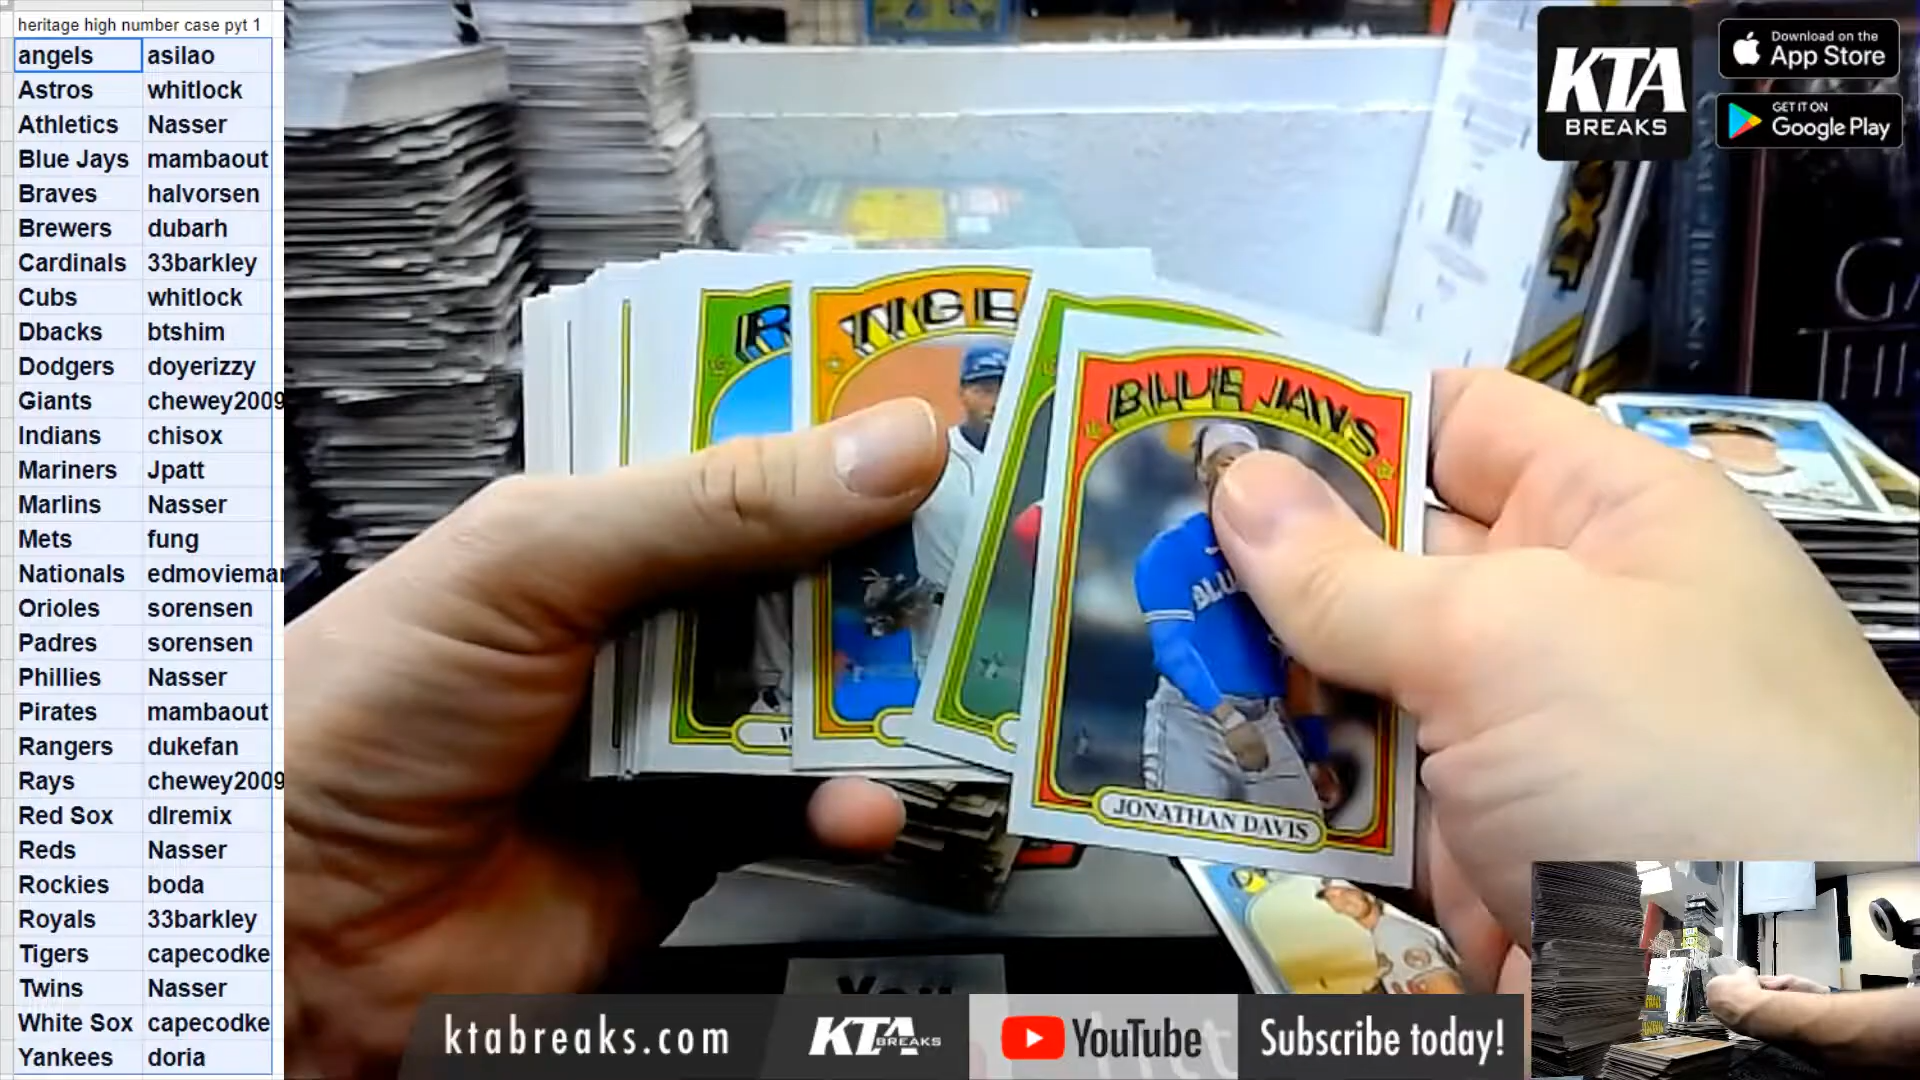 heritage high number case pyt 1
angels asilao
Astros whitlock
Athletics Nasser
Blue Jays mambaout
Braves halvorsen
Brewers dubarh
Cardinals 33barkley
Cubs whitlock
Dbacks btshim
Dodgers doyerizzy
Giants chewey2009
Indians chisox
Mariners Jpatt
Marlins Nasser
Mets fung
Nationals edmoviema
Orioles sorensen
Padres sorensen
Phillies Nasser
Pirates mambaout
Rangers dukefan
Rays chewey2009
Red Sox dlremix
Reds Nasser
Rockies boda
Royals 33barkley
Tigers capecodke
Twins Nasser
White Sox capecodke
Yankees doria
KTA
BREAKS
Download on the
App Store
GET IT ON
Google Play
TIGE
BLUE JAYS
BLU
JONATHAN DAVIS
You
ktabreaks.com
KTA BREAKS
YouTube
Subscribe today!